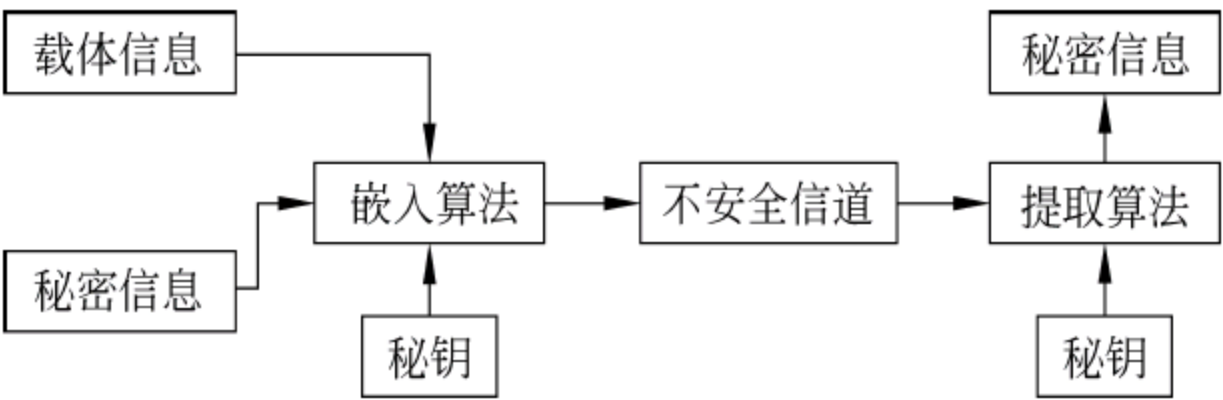 载体信息
秘密信息
嵌入算法
不安全信道
提取算法
秘密信息
秘钥
秘钥